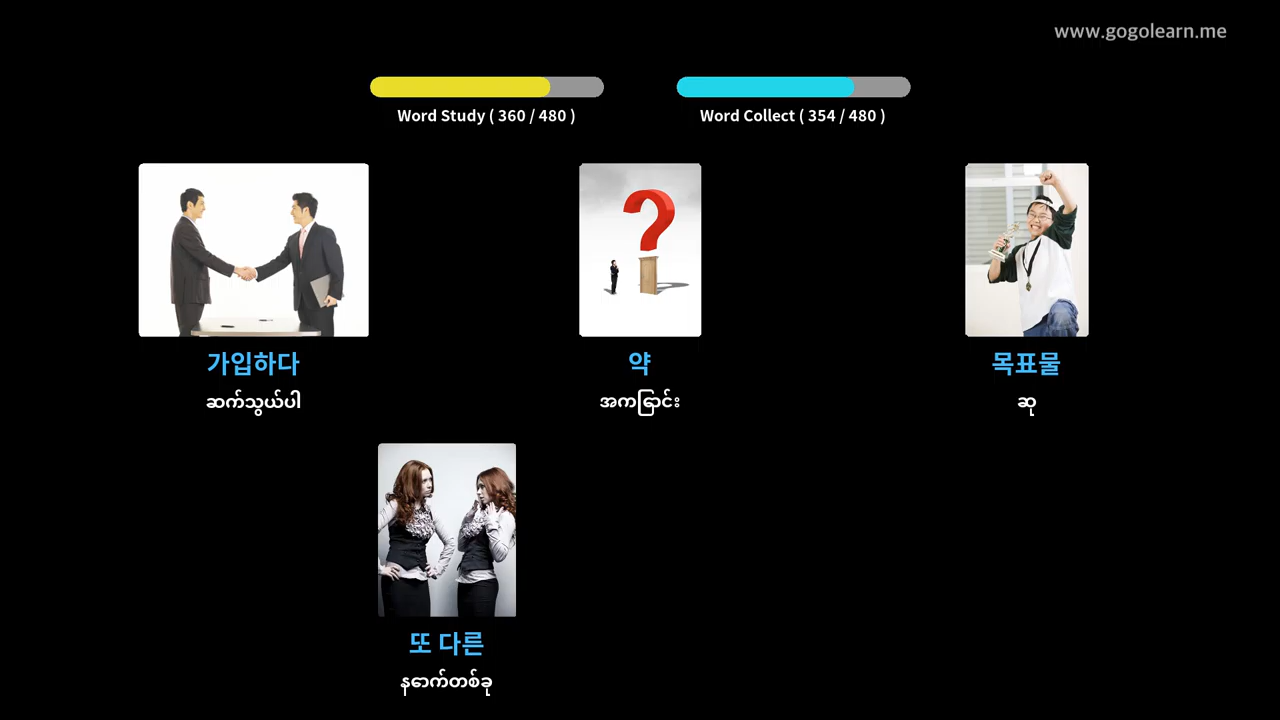 www.gogolearn.me
Word Study ( 360 / 480 )
Word Collect ( 354 / 480 )
가입하다
약
목표물
ဆက်သွယ်ပါ
အကြောင်း
ဆု
또 다른
နောက်တစ်ခု